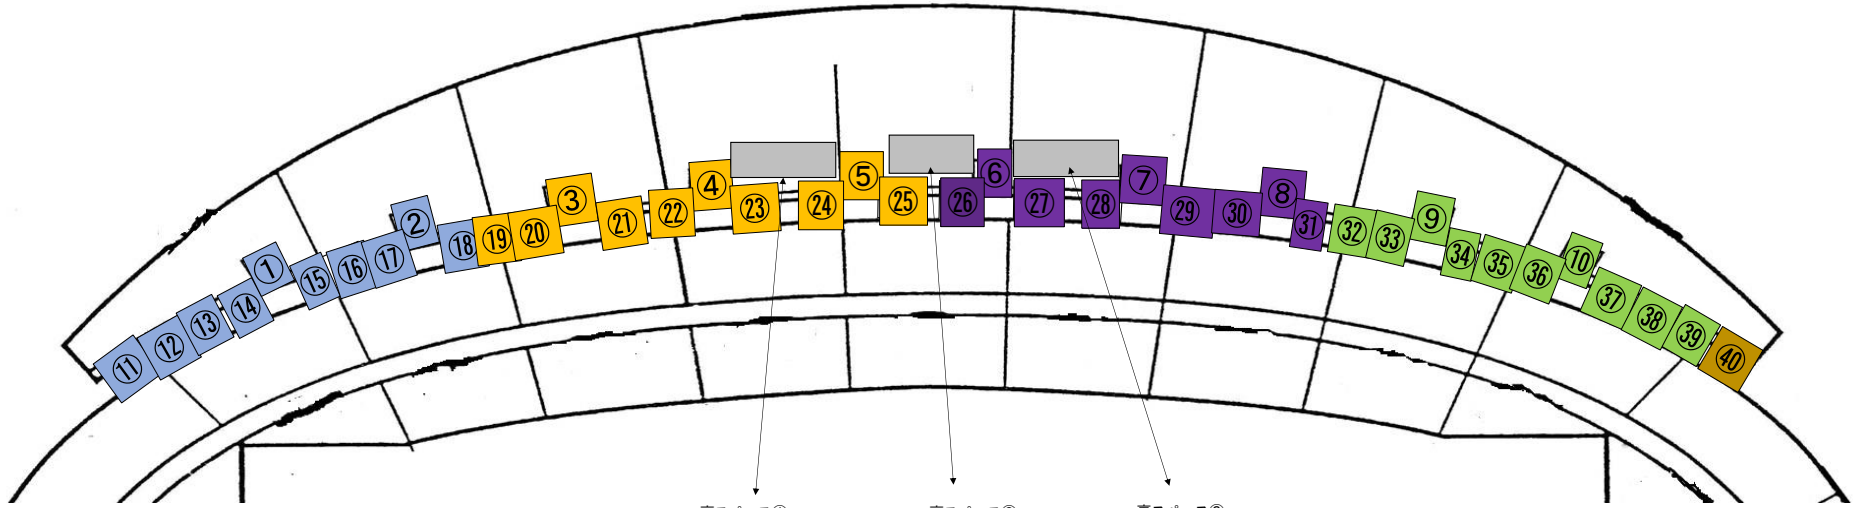 ① ② ③ ④ ⑤ ⑥ ⑦ ⑧ ⑨ ⑩
⑪ ⑫ ⑬ ⑭ ⑮ ⑯ ⑰ ⑱ ⑲ ⑳ ㉑ ㉒ ㉓ ㉔ ㉕ ㉖ ㉗ ㉘ ㉙ ㉚ ㉛ ㉜ ㉝ ㉞ ㉟ ㊱ ㊲ ㊳ ㊴ ㊵